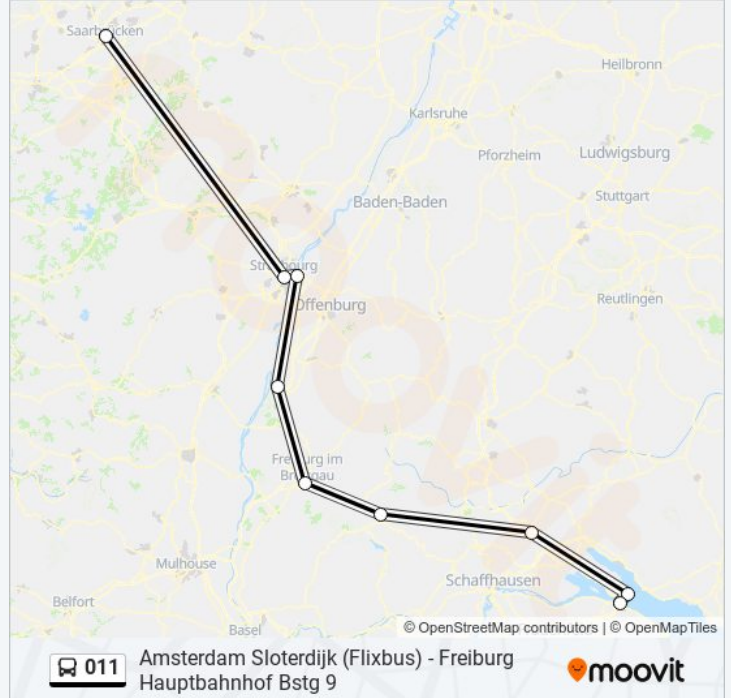 Saarbrücken
Heilbronn
Karlsruhe
Pforzheim
Ludwigsburg
Stuttgart
Baden-Baden
Strasbourg
Offenburg
Reutlingen
Freiburg im
Breisgau
Mulhouse
Schaffhausen
Belfort
Basel
© OpenStreetMap contributors | © OpenMapTiles
011
Amsterdam Sloterdijk (Flixbus) - Freiburg
Hauptbahnhof Bstg 9
moovit